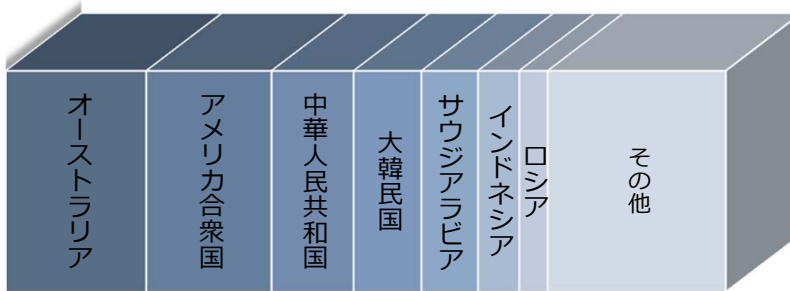 オーストラリア
アメリカ合衆国
中華人民共和国
大韓民国
サウジアラビア
インドネシア
ロシア
その他